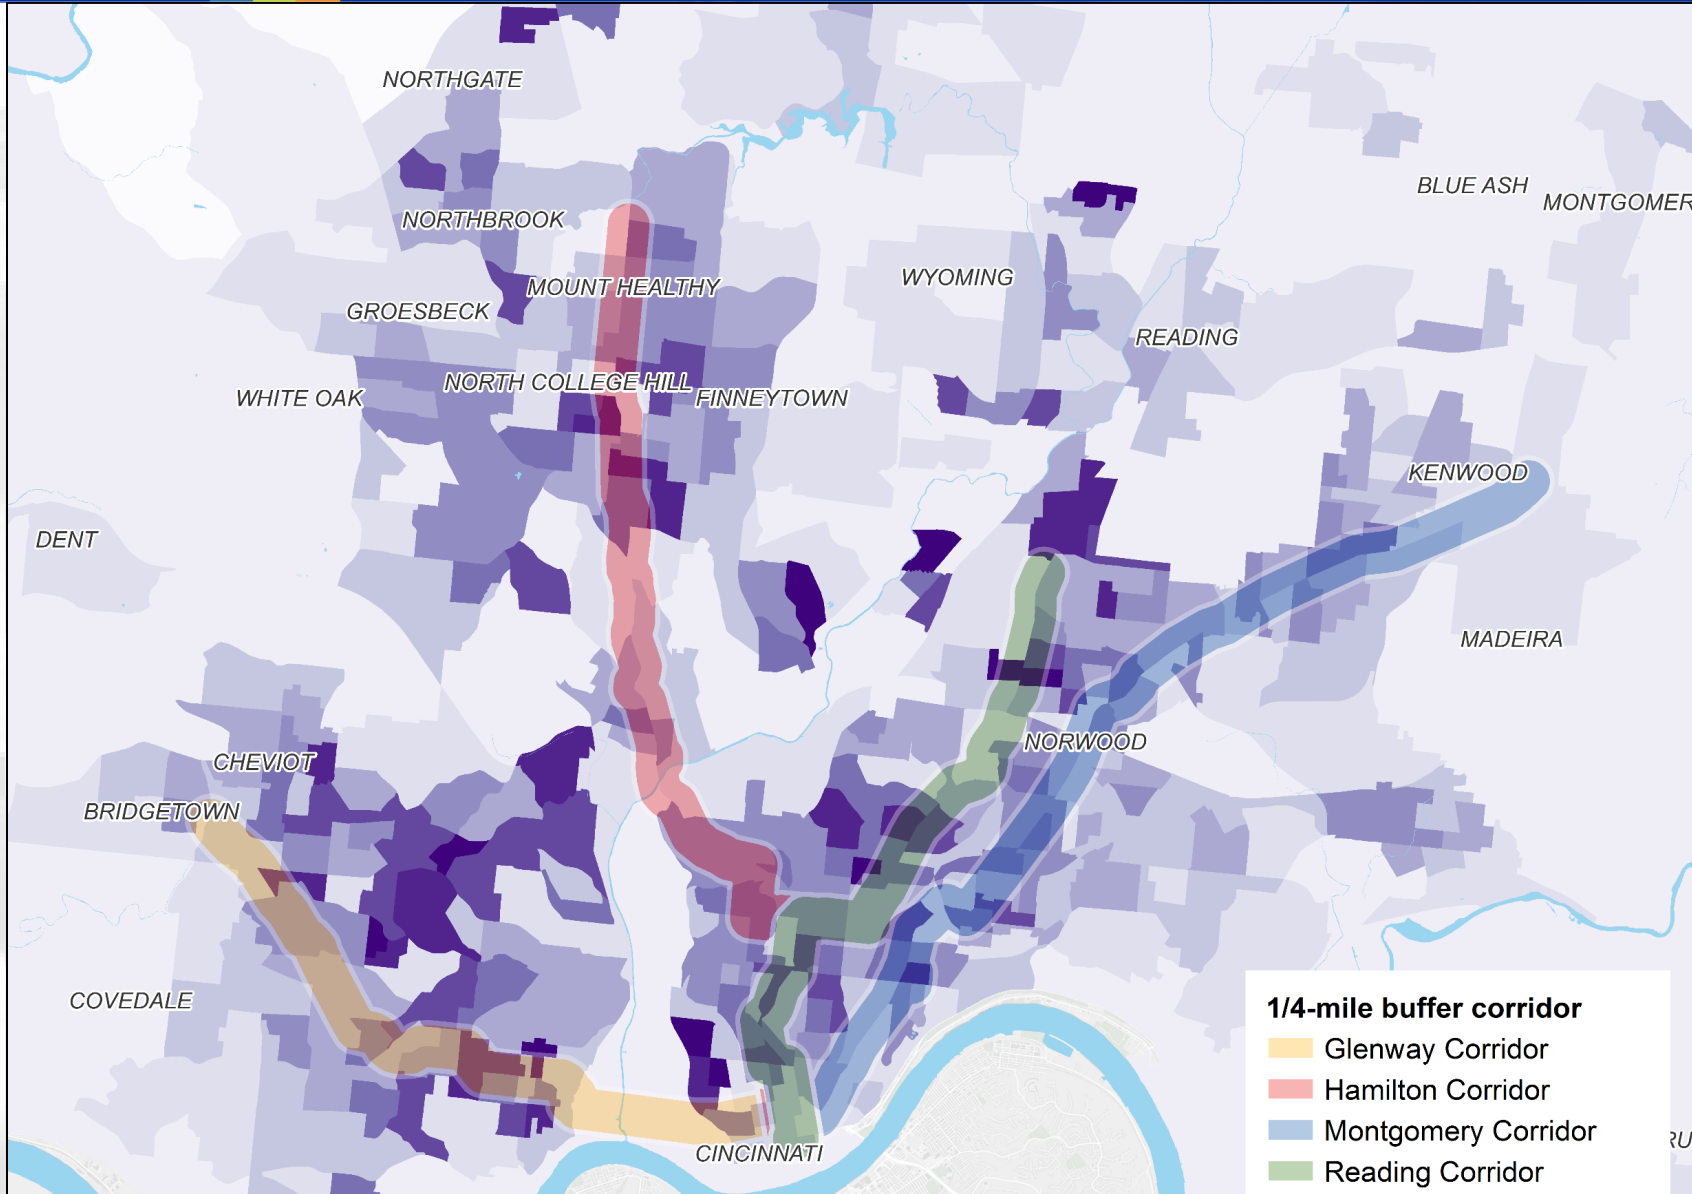 NORTHGATE
BLUE ASH
MONTGOMER
NORTHBROOK
WYOMING
MOUNT HEALTHY
GROESBECK
READING
NORTH COLLEGE HILL
WHITE OAK
FINNEYTOWN
KENWOOD
DENT
MADEIRA
NORWOOD
CHEVIOT
BRIDGETOWN
COVEDALE
CINCINNATI
RU
1/4-mile buffer corridor
Glenway Corridor
Hamilton Corridor
Montgomery Corridor
Reading Corridor